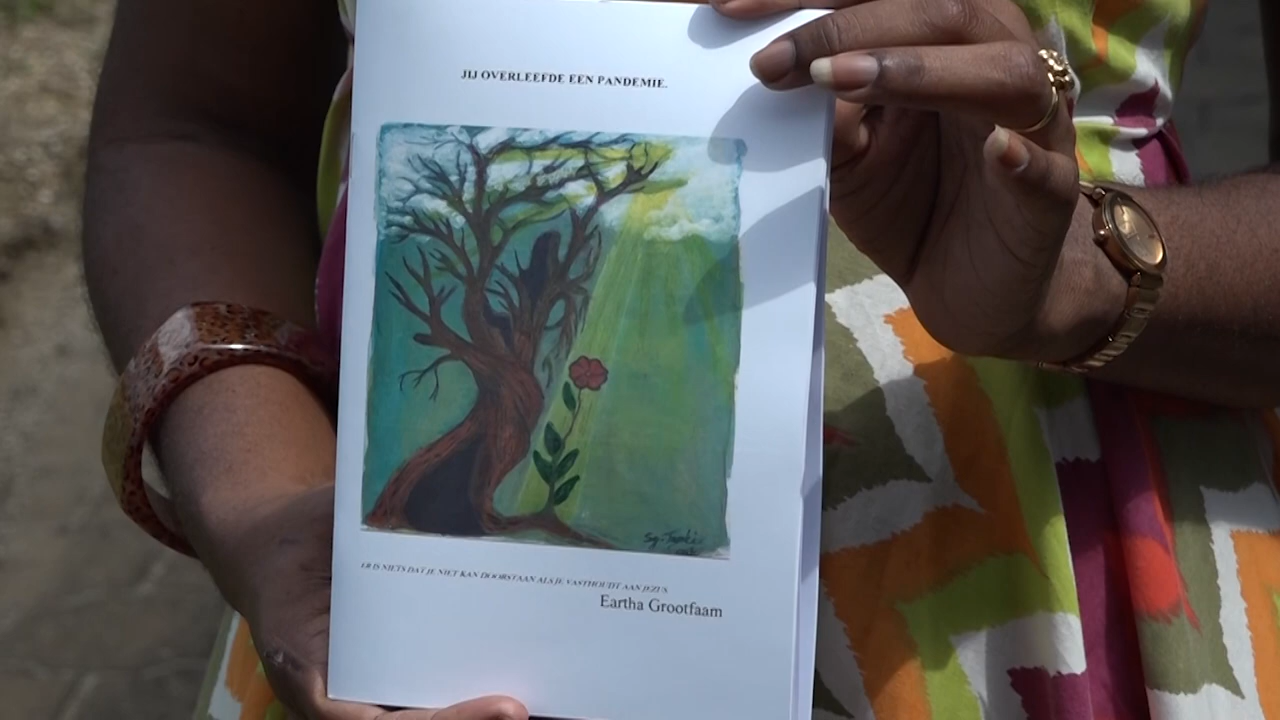 JIJ OVERLEEFDE EEN PANDEMIE.
ER IS NIETS DAT JE NIET KAN DOORSTAAN ALS JE VASTHOUDT AAN JEZUS
Eartha Grootfaam